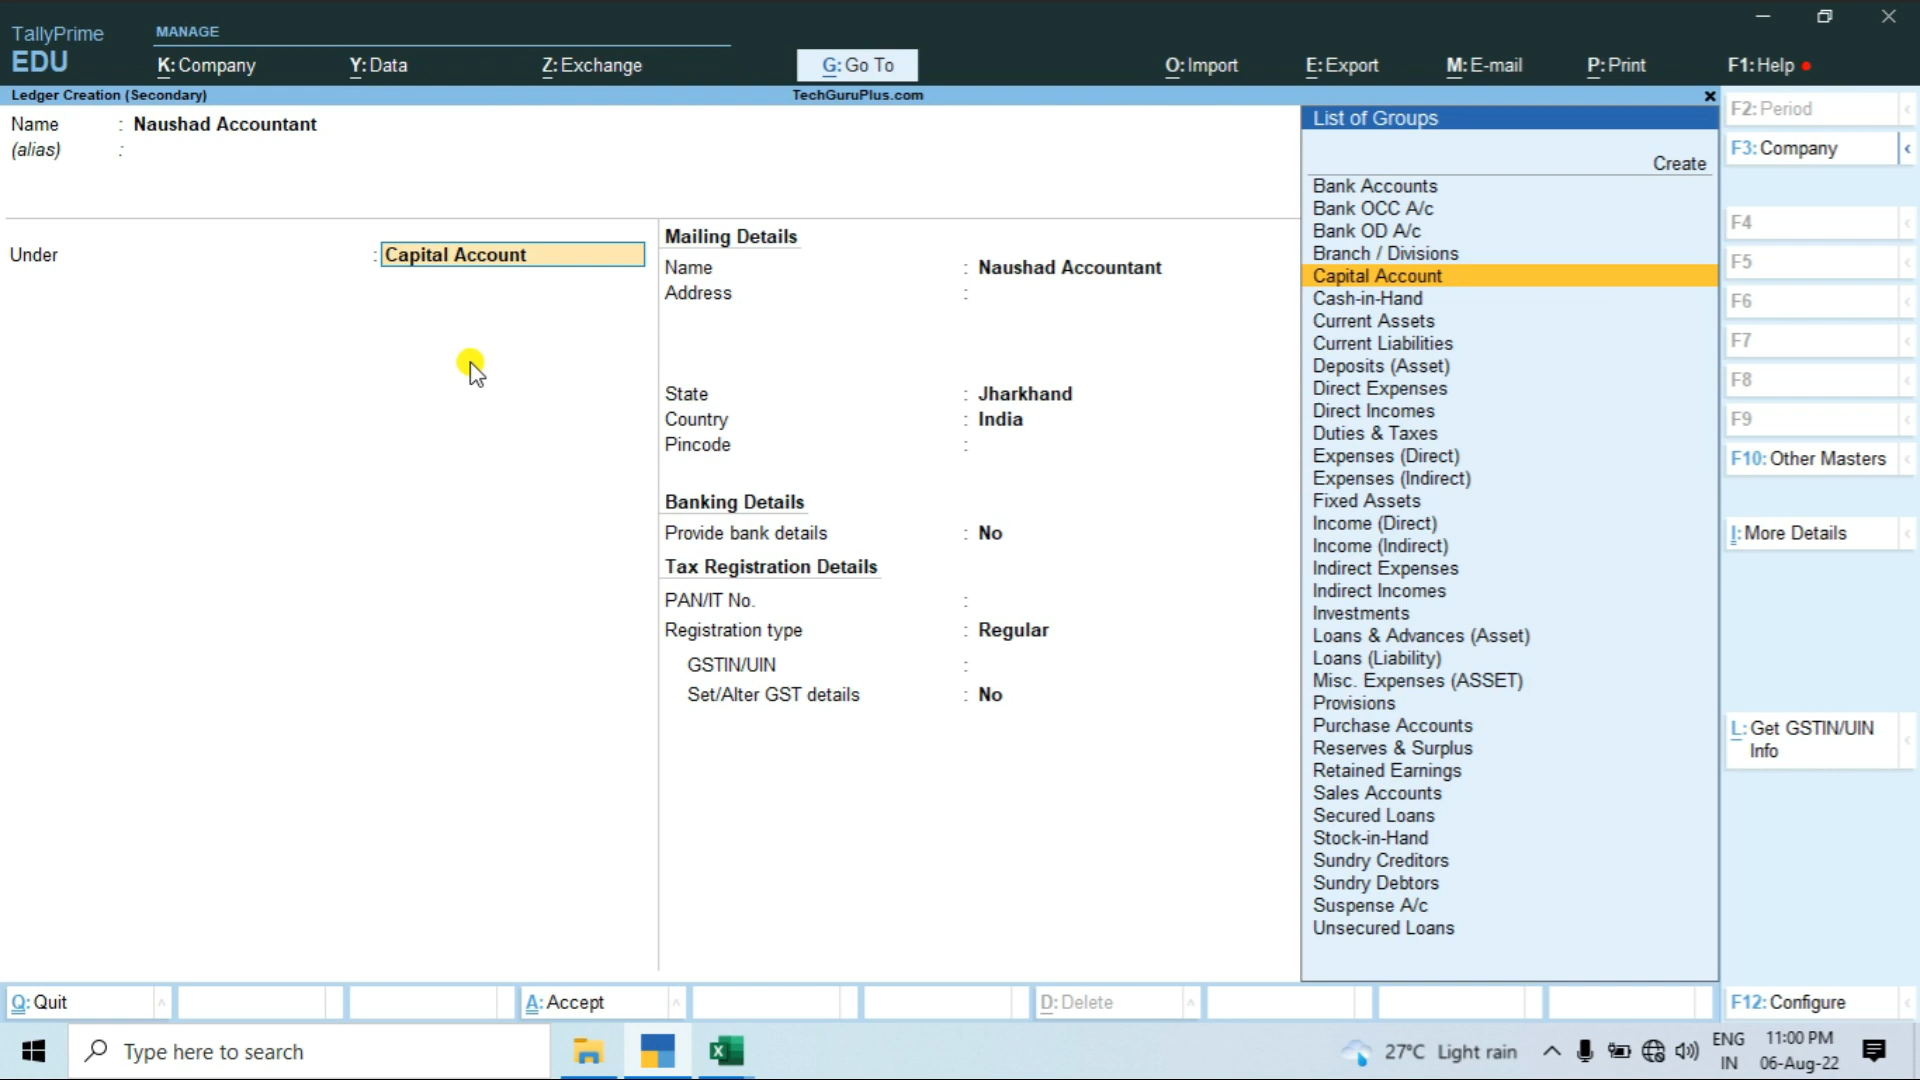 TallyPrime
EDU
MANAGE
K: Company
Y: Data
Z: Exchange
G: Go To
O: Import
E: Export
M: E-mail
P: Print
F1: Help
Ledger Creation (Secondary)
TechGuruPlus.com
Name : Naushad Accountant
(alias) :
Under : Capital Account
Mailing Details
Name : Naushad Accountant
Address :
State : Jharkhand
Country : India
Pincode :
Banking Details
Provide bank details : No
Tax Registration Details
PAN/IT No. :
Registration type : Regular
GSTIN/UIN :
Set/Alter GST details : No
List of Groups
Create
Bank Accounts
Bank OCC A/c
Bank OD A/c
Branch / Divisions
Capital Account
Cash-in-Hand
Current Assets
Current Liabilities
Deposits (Asset)
Direct Expenses
Direct Incomes
Duties & Taxes
Expenses (Direct)
Expenses (Indirect)
Fixed Assets
Income (Direct)
Income (Indirect)
Indirect Expenses
Indirect Incomes
Investments
Loans & Advances (Asset)
Loans (Liability)
Misc. Expenses (ASSET)
Provisions
Purchase Accounts
Reserves & Surplus
Retained Earnings
Sales Accounts
Secured Loans
Stock-in-Hand
Sundry Creditors
Sundry Debtors
Suspense A/c
Unsecured Loans
F2: Period
F3: Company
F4
F5
F6
F7
F8
F9
F10: Other Masters
I: More Details
L: Get GSTIN/UIN
Info
F12: Configure
Q: Quit
A: Accept
D: Delete
Type here to search
27°C Light rain
ENG
IN
11:00 PM
06-Aug-22